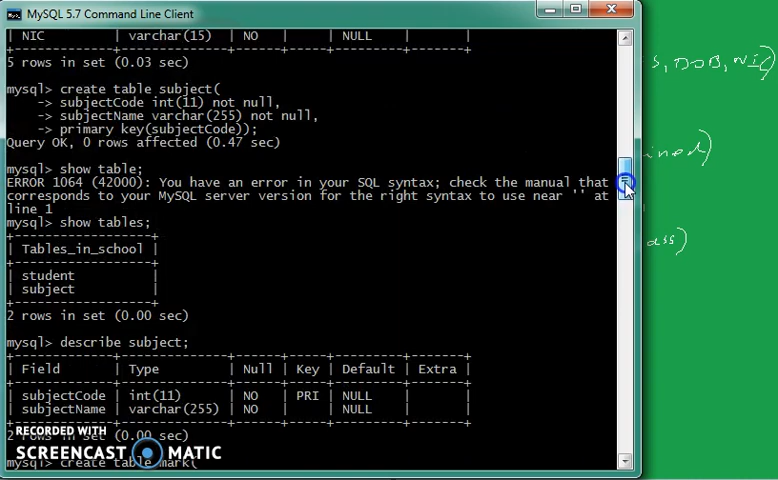 MySQL 5.7 Command Line Client
| NIC         | varchar(15) | NO   |     | NULL    |       |
+-------------+-------------+------+-----+---------+-------+
5 rows in set (0.03 sec)
mysql> create table subject(
    -> subjectCode int(11) not null,
    -> subjectName varchar(255) not null,
    -> primary key(subjectCode));
Query OK, 0 rows affected (0.47 sec)
mysql> show table;
ERROR 1064 (42000): You have an error in your SQL syntax; check the manual that
corresponds to your MySQL server version for the right syntax to use near '' at
line 1
mysql> show tables;
+------------------+
| Tables_in_school |
+------------------+
| student          |
| subject          |
+------------------+
2 rows in set (0.00 sec)
mysql> describe subject;
+-------------+--------------+------+-----+---------+-------+
| Field       | Type         | Null | Key | Default | Extra |
+-------------+--------------+------+-----+---------+-------+
| subjectCode | int(11)      | NO   | PRI | NULL    |       |
| subjectName | varchar(255) | NO   |     | NULL    |       |
+-------------+--------------+------+-----+---------+-------+
2 rows in set (0.00 sec)
mysql> create table mark(
S, DOB, NIC)
ined)
ass)
RECORDED WITH
SCREENCAST MATIC